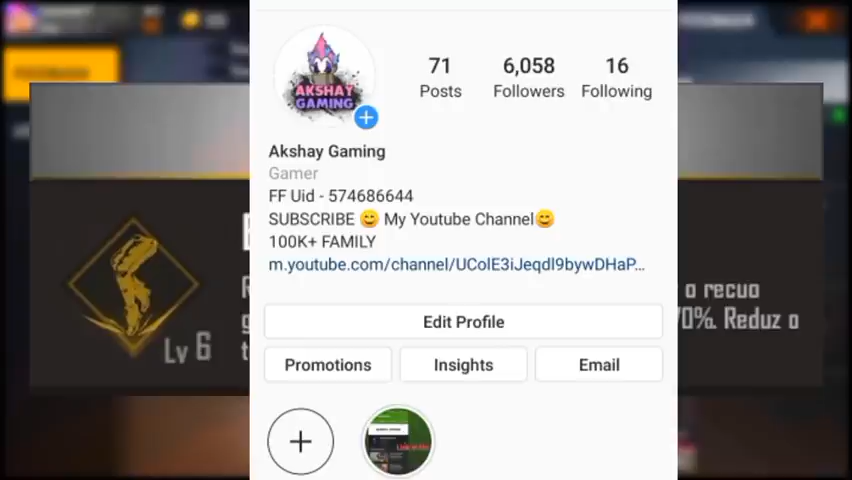 AKSHAY
GAMING
71
Posts
6,058
Followers
16
Following
Akshay Gaming
Gamer
FF Uid - 574686644
SUBSCRIBE 😊 My Youtube Channel😊
100K+ FAMILY
m.youtube.com/channel/UColE3iJeqdl9bywDHaP...
Edit Profile
Promotions
Insights
Email
Lv 6
o recuo
70%. Reduz o